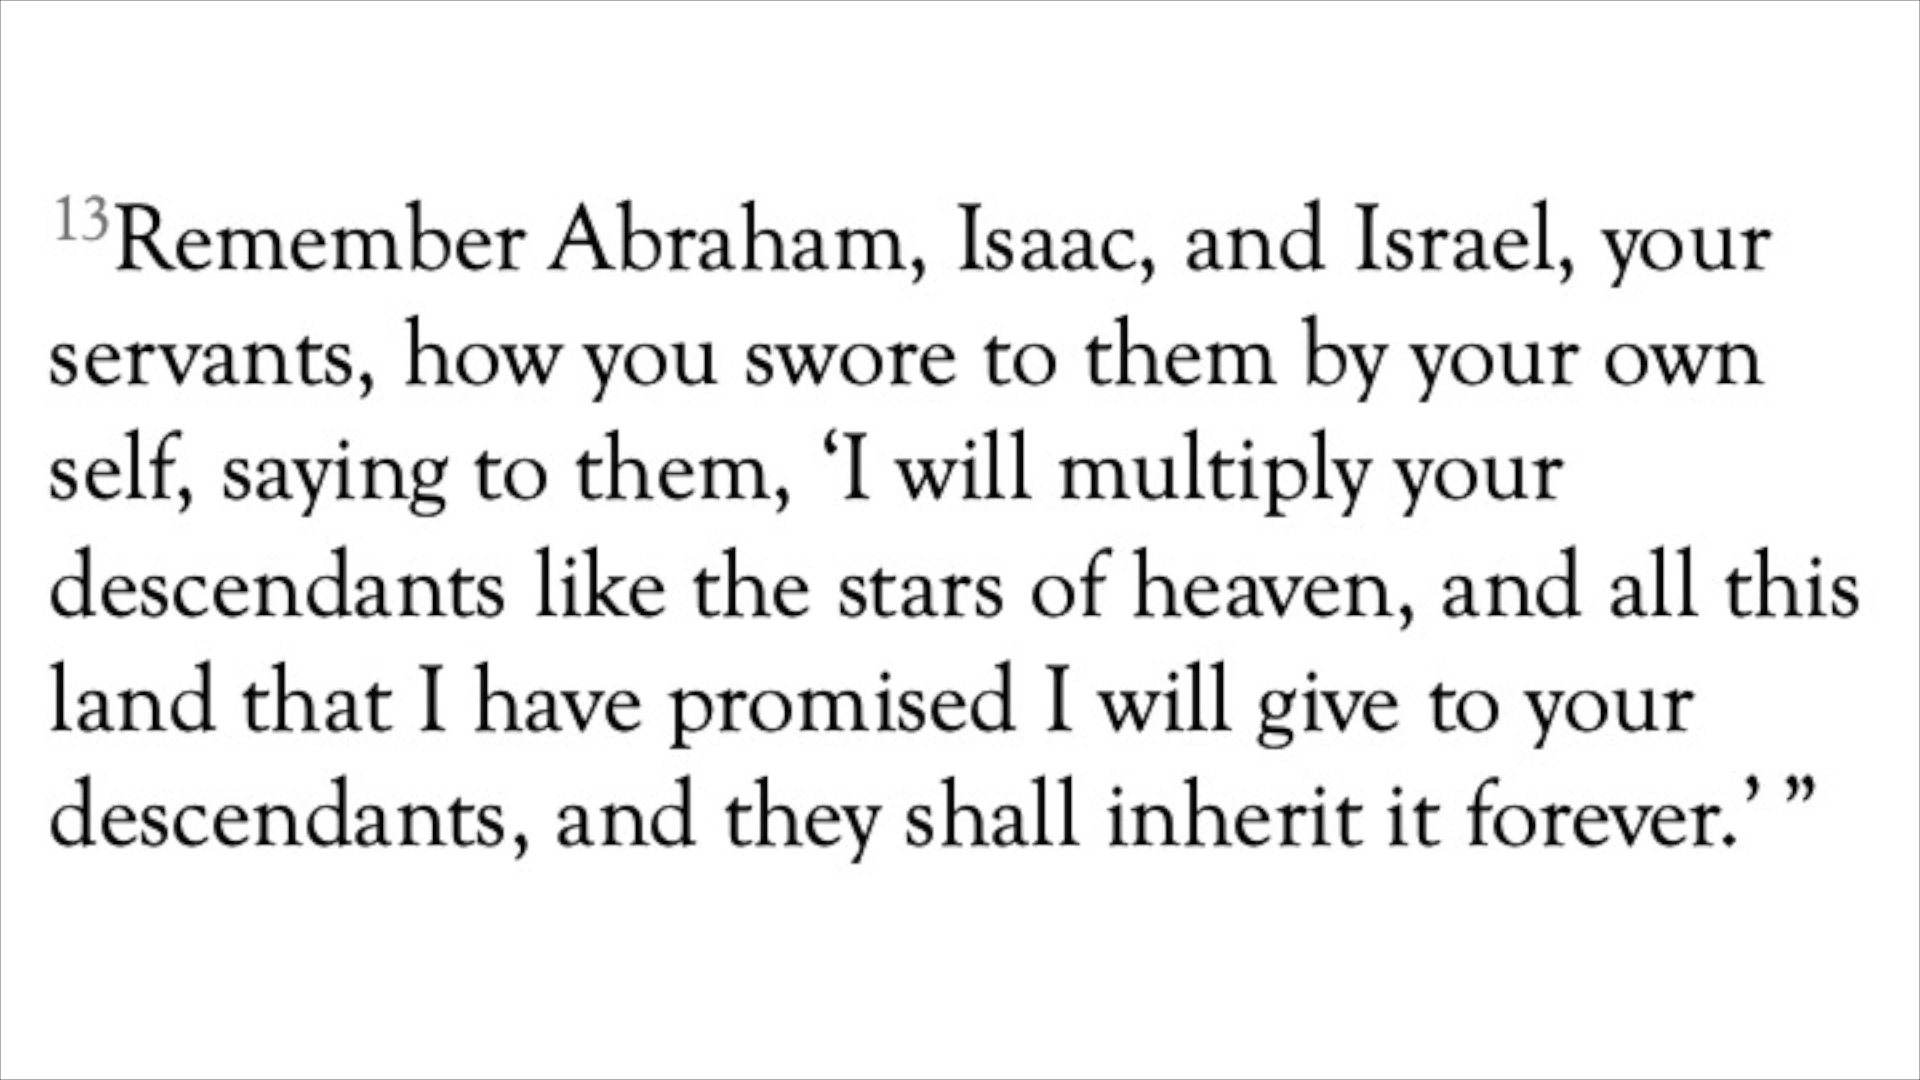 13Remember Abraham, Isaac, and Israel, your
servants, how you swore to them by your own
self, saying to them, ‘I will multiply your
descendants like the stars of heaven, and all this
land that I have promised I will give to your
descendants, and they shall inherit it forever.’ ”